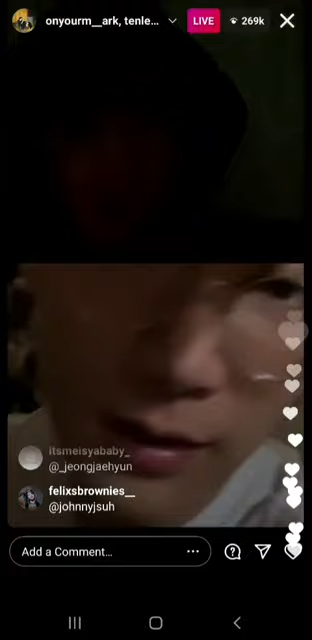 onyourm__ark, tenle...
LIVE
269k
itsmeisyababy_
@_jeongjaehyun
felixsbrownies__
@johnnyjsuh
Add a Comment...